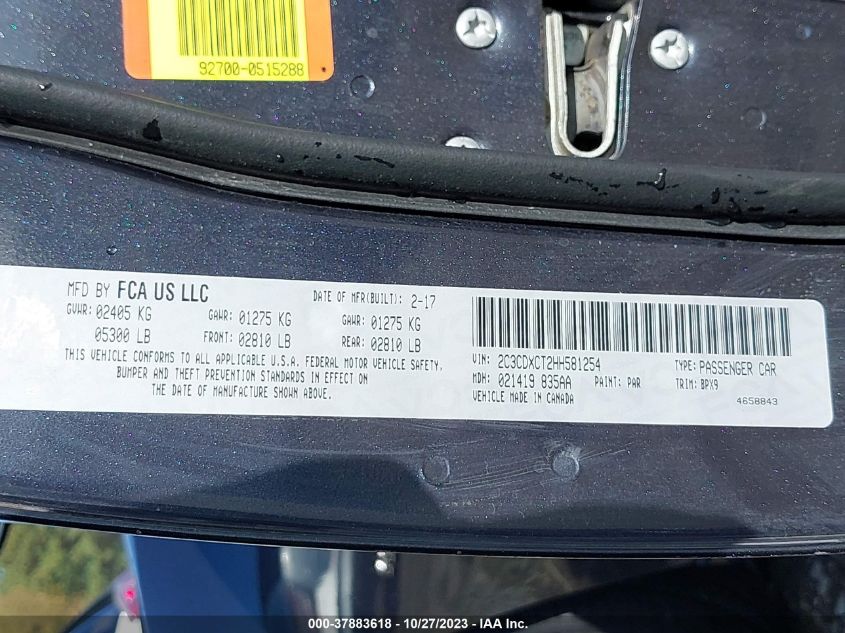 92700-0515288
MFD BY FCA US LLC
DATE OF MFR(BUILT): 2-17
GVWR: 02405 KG
GAWR: 01275 KG
GAWR: 01275 KG
05300 LB
FRONT: 02810 LB
REAR: 02810 LB
THIS VEHICLE CONFORMS TO ALL APPLICABLE U.S.A. FEDERAL MOTOR VEHICLE SAFETY,
BUMPER AND THEFT PREVENTION STANDARDS IN EFFECT ON
THE DATE OF MANUFACTURE SHOWN ABOVE.
VIN: 2C3CDXCT2HH581254
TYPE: PASSENGER CAR
MDH: 021419 835AA
PAINT: PAR
TRIM: BPX9
VEHICLE MADE IN CANADA
4658843
000-37883618 | 10/27/2023 | IAA Inc.